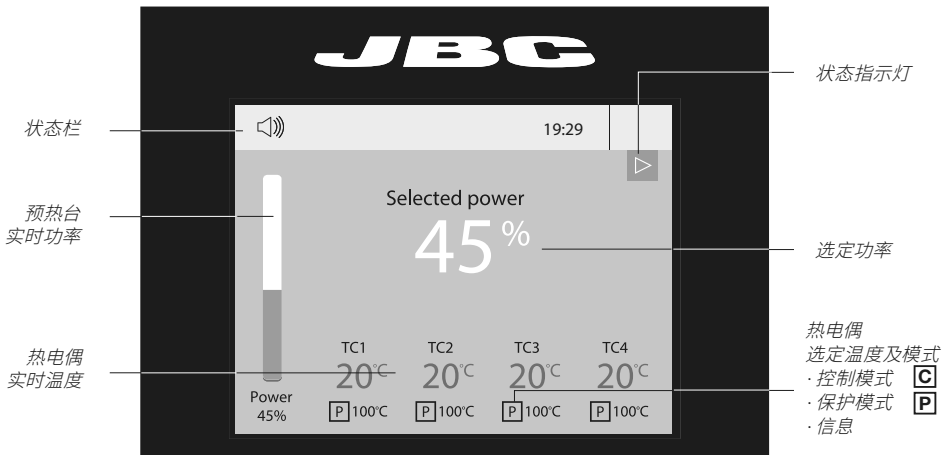 JBC
状态指示灯
状态栏
19:29
预热台
实时功率
Selected power
45%
选定功率
热电偶
实时温度
TC1 TC2 TC3 TC4
20℃ 20℃ 20℃ 20℃
P 100℃ P 100℃ P 100℃ P 100℃
Power
45%
热电偶
选定温度及模式
· 控制模式 C
· 保护模式 P
· 信息